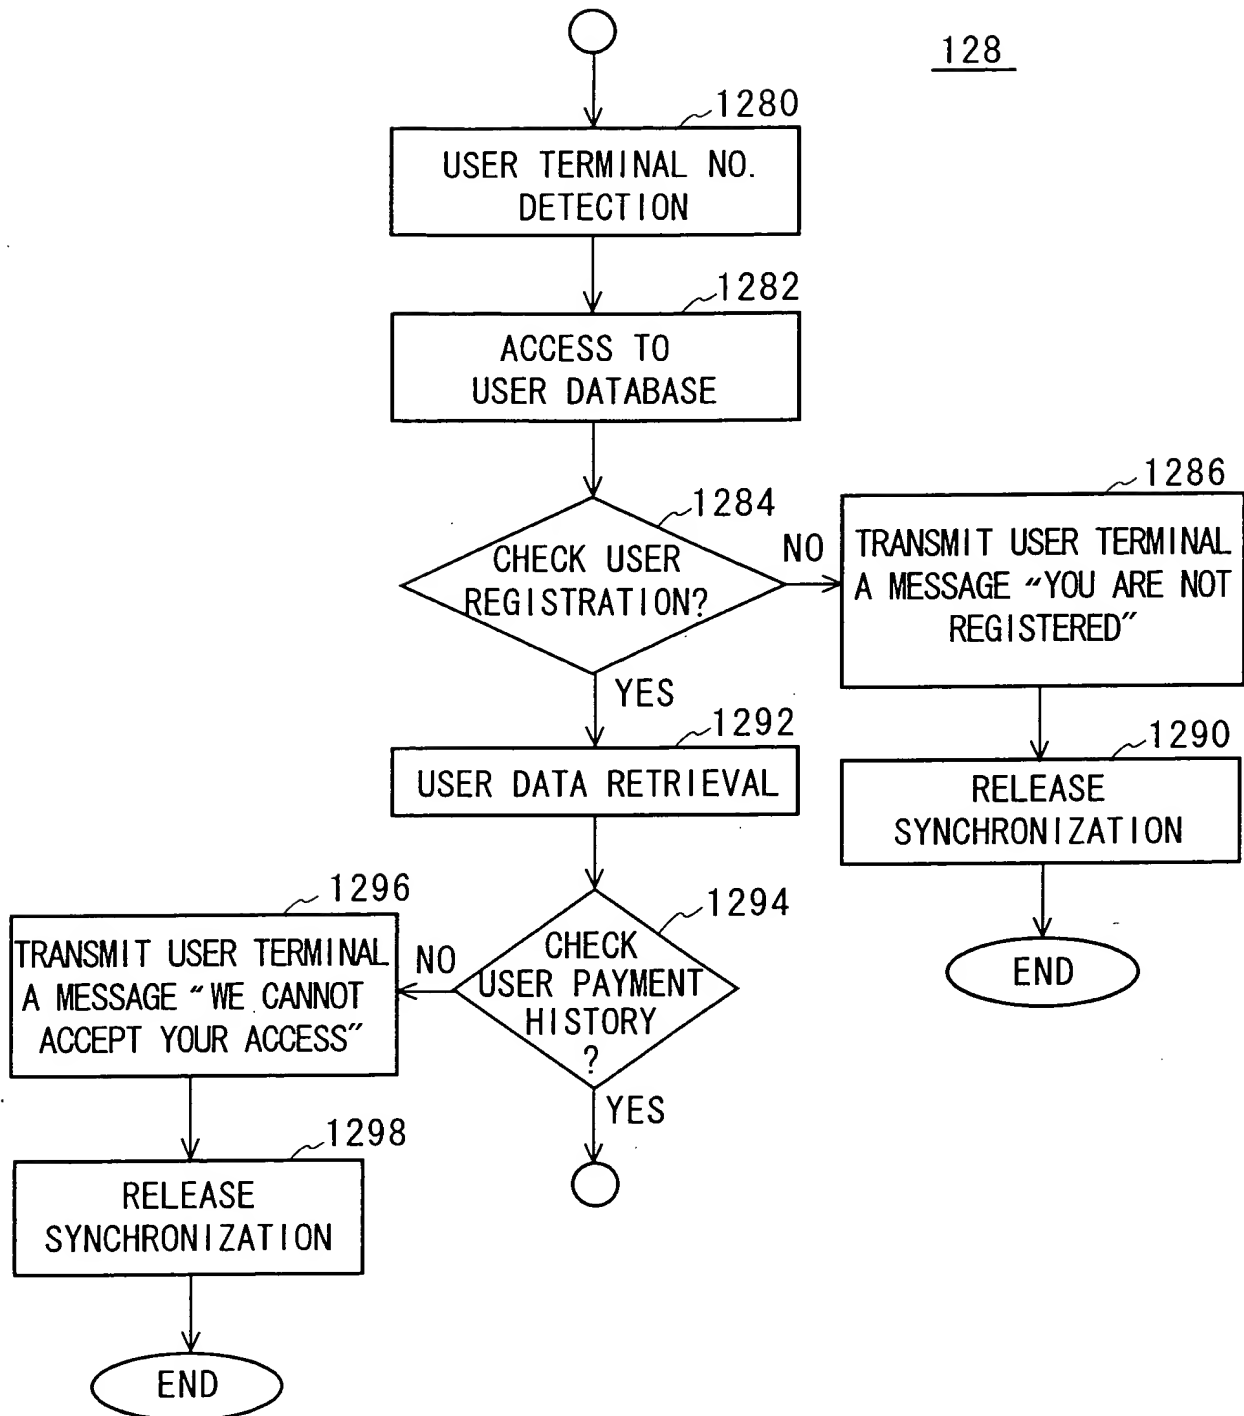 128
1280
USER TERMINAL NO.
DETECTION
1282
ACCESS TO
USER DATABASE
1284
CHECK USER
REGISTRATION?
NO
1286
TRANSMIT USER TERMINAL
A MESSAGE "YOU ARE NOT
REGISTERED"
YES
1290
RELEASE
SYNCHRONIZATION
END
1292
USER DATA RETRIEVAL
1294
CHECK
USER PAYMENT
HISTORY
?
NO
1296
TRANSMIT USER TERMINAL
A MESSAGE "WE CANNOT
ACCEPT YOUR ACCESS"
YES
1298
RELEASE
SYNCHRONIZATION
END